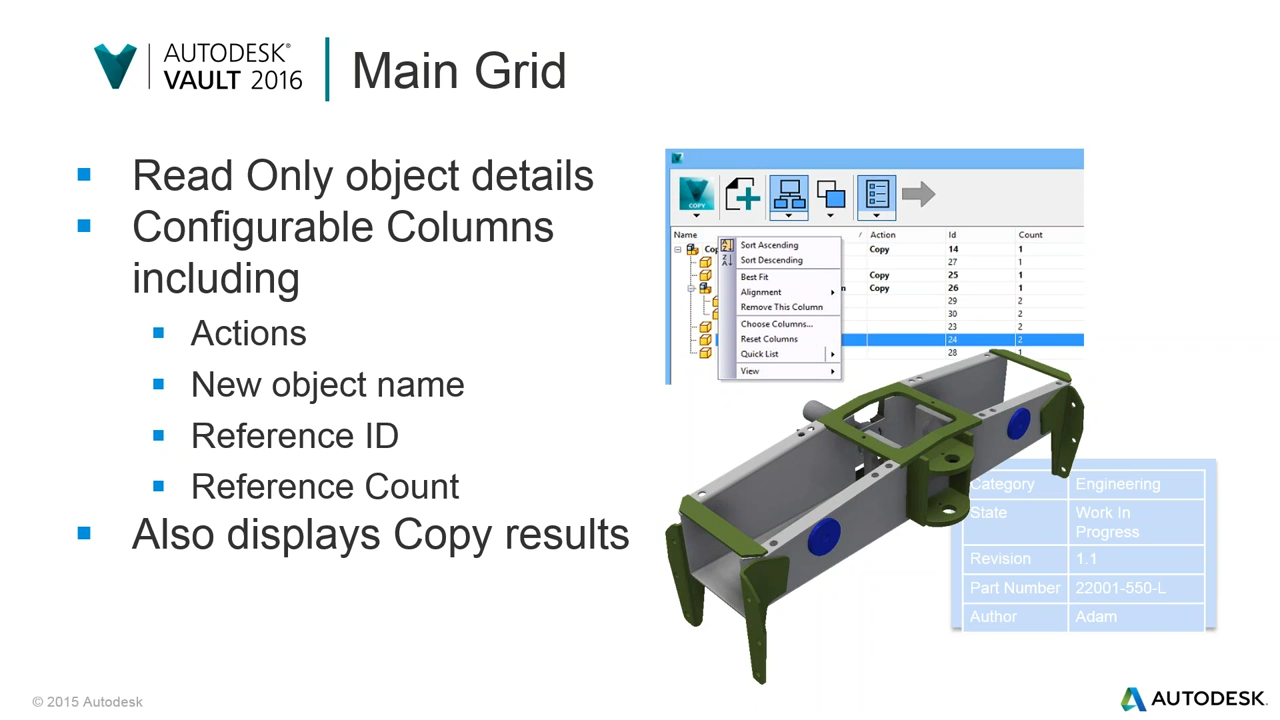 AUTODESK®
VAULT 2016
Main Grid
Read Only object details
Configurable Columns
including
Actions
New object name
Reference ID
Reference Count
Also displays Copy results
COPY
Name / Action Id Count
Copy 14 1
27 1
Copy 25 1
Copy 26 1
29 2
30 2
23 2
24 2
28 1
Sort Ascending
Sort Descending
Best Fit
Alignment
Remove This Column
Choose Columns...
Reset Columns
Quick List
View
Category Engineering
State Work In
Progress
Revision 1.1
Part Number 22001-550-L
Author Adam
© 2015 Autodesk
AUTODESK.